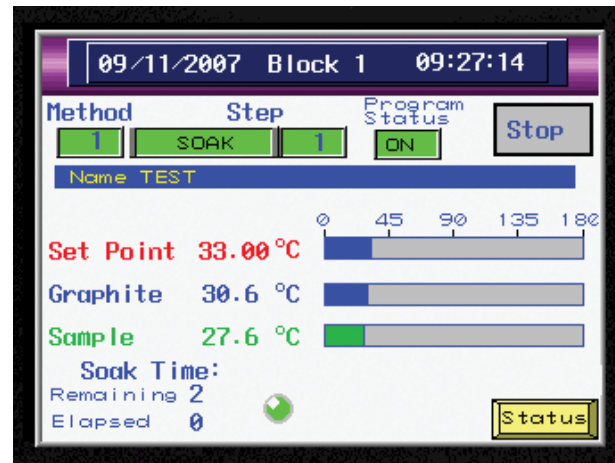 09/11/2007 Block 1 09:27:14
Method Step Program Status
1 SOAK 1 ON Stop
Name TEST
0 45 90 135 180
Set Point 33.00 °C
Graphite 30.6 °C
Sample 27.6 °C
Soak Time:
Remaining 2
Elapsed 0
Status